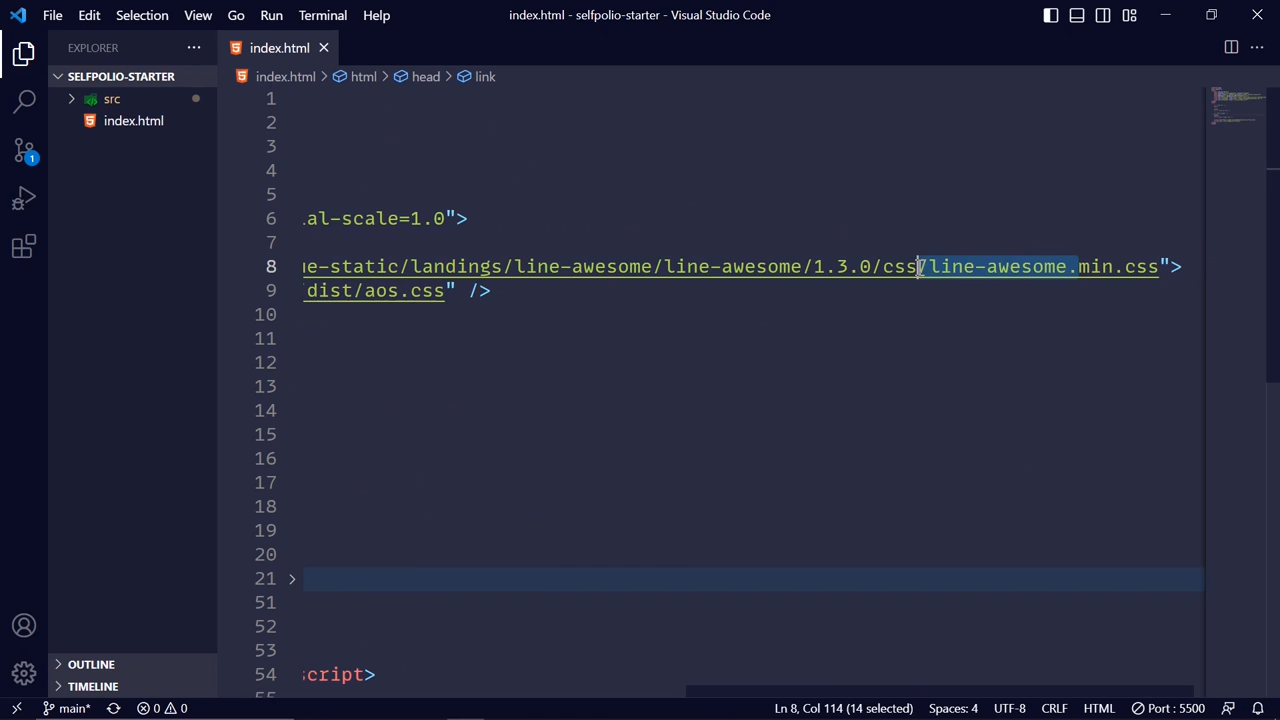 File Edit Selection View Go Run Terminal Help
index.html - selfpolio-starter - Visual Studio Code
EXPLORER
index.html
index.html > html > head > link
SELFPOLIO-STARTER
src
index.html
1
2
3
4
5
6 al-scale=1.0">
7
8 e-static/landings/line-awesome/line-awesome/1.3.0/css/line-awesome.min.css">
9 dist/aos.css" />
10
11
12
13
14
15
16
17
18
19
20
21
51
52
53
54 script>
55
1
OUTLINE
TIMELINE
main* 0 0
Ln 8, Col 114 (14 selected) Spaces: 4 UTF-8 CRLF HTML Port : 5500